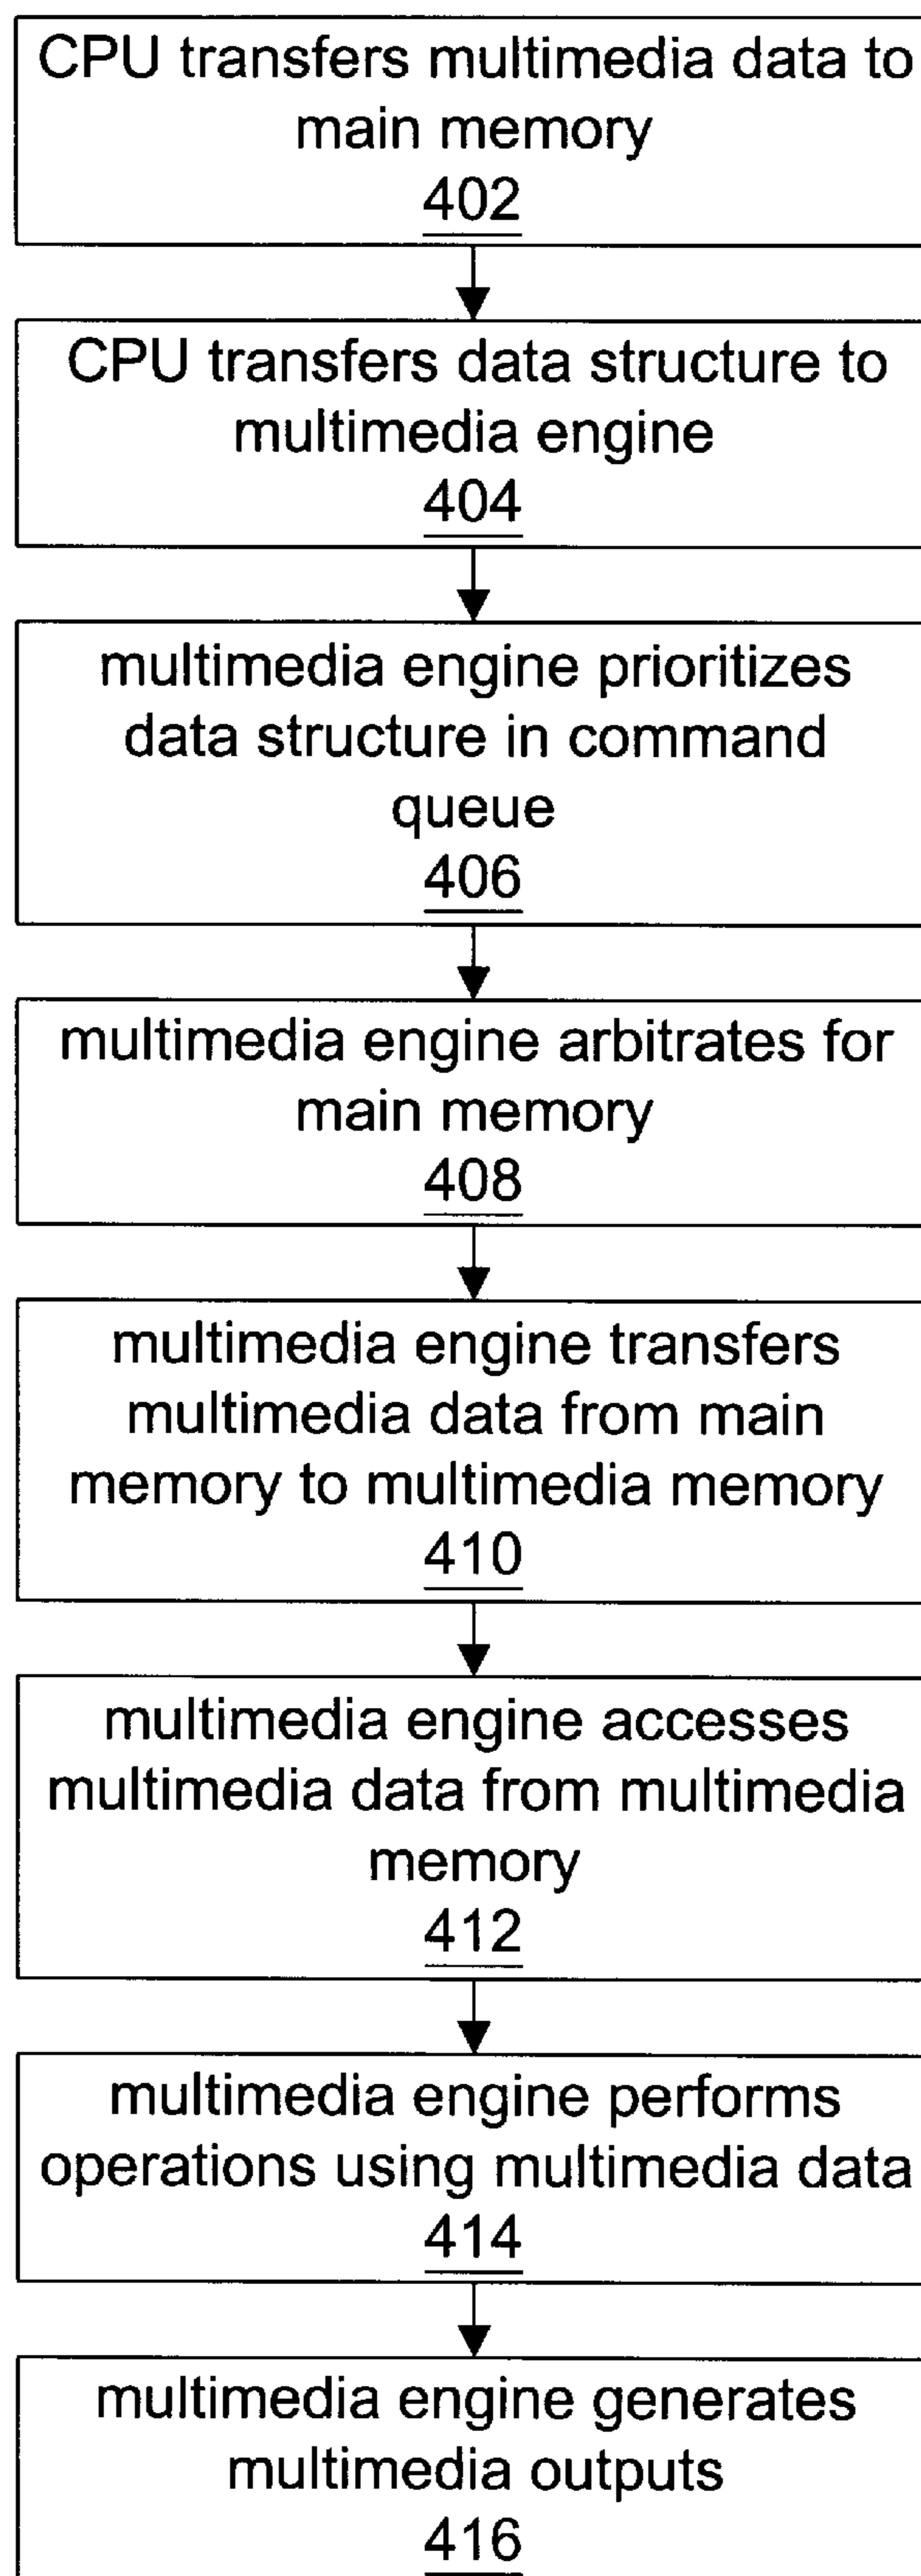 CPU transfers multimedia data to
main memory
402
CPU transfers data structure to
multimedia engine
404
multimedia engine prioritizes
data structure in command
queue
406
multimedia engine arbitrates for
main memory
408
multimedia engine transfers
multimedia data from main
memory to multimedia memory
410
multimedia engine accesses
multimedia data from multimedia
memory
412
multimedia engine performs
operations using multimedia data
414
multimedia engine generates
multimedia outputs
416